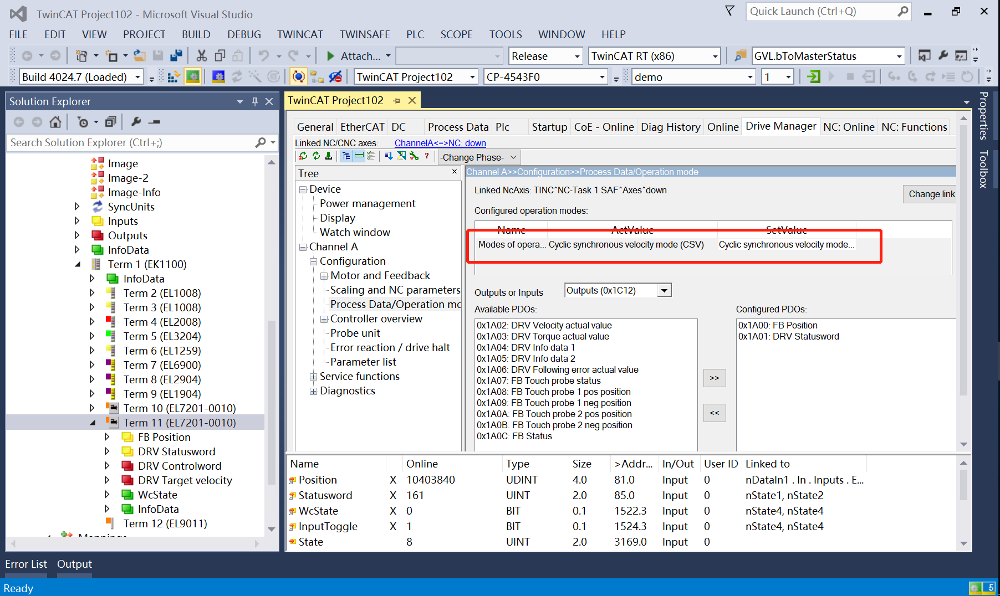 TwinCAT Project102 - Microsoft Visual Studio
Quick Launch (Ctrl+Q)
FILE EDIT VIEW PROJECT BUILD DEBUG TWINCAT TWINSAFE PLC SCOPE TOOLS WINDOW HELP
Attach... Release TwinCAT RT (x86) GVL.bToMasterStatus
Build 4024.7 (Loaded) TwinCAT Project102 CP-4543F0 demo 1
Solution Explorer
Search Solution Explorer (Ctrl+;)
Image
Image-2
Image-Info
SyncUnits
Inputs
Outputs
InfoData
Term 1 (EK1100)
InfoData
Term 2 (EL1008)
Term 3 (EL1008)
Term 4 (EL2008)
Term 5 (EL3204)
Term 6 (EL1259)
Term 7 (EL6900)
Term 8 (EL2904)
Term 9 (EL1904)
Term 10 (EL7201-0010)
Term 11 (EL7201-0010)
FB Position
DRV Statusword
DRV Controlword
DRV Target velocity
WcState
InfoData
Term 12 (EL9011)
Mappings
TwinCAT Project102
General EtherCAT DC Process Data Plc Startup CoE - Online Diag History Online Drive Manager NC: Online NC: Functions
Linked NC/CNC axes: ChannelA<=>NC: down
-Change Phase-
Tree
Device
Power management
Display
Watch window
Channel A
Configuration
Motor and Feedback
Scaling and NC parameters
Process Data/Operation mo
Controller overview
Probe unit
Error reaction / drive halt
Parameter list
Service functions
Diagnostics
Channel A>>Configuration>>Process Data/Operation mode
Linked NcAxis: TINC^NC-Task 1 SAF^Axes^down
Change link
Configured operation modes:
Name ActValue SetValue
Modes of opera... Cyclic synchronous velocity mode (CSV) Cyclic synchronous velocity mode...
Outputs or Inputs Outputs (0x1C12)
Available PDOs:
0x1A02: DRV Velocity actual value
0x1A03: DRV Torque actual value
0x1A04: DRV Info data 1
0x1A05: DRV Info data 2
0x1A06: DRV Following error actual value
0x1A07: FB Touch probe status
0x1A08: FB Touch probe 1 pos position
0x1A09: FB Touch probe 1 neg position
0x1A0A: FB Touch probe 2 pos position
0x1A0B: FB Touch probe 2 neg position
0x1A0C: FB Status
>>
<<
Configured PDOs:
0x1A00: FB Position
0x1A01: DRV Statusword
Name Online Type Size >Addr... In/Out User ID Linked to
Position X 10403840 UDINT 4.0 81.0 Input 0 nDataIn1 . In . Inputs . E...
Statusword X 161 UINT 2.0 85.0 Input 0 nState1, nState2
WcState X 0 BIT 0.1 1522.3 Input 0 nState4, nState4
InputToggle X 1 BIT 0.1 1524.3 Input 0 nState4, nState4
State 8 UINT 2.0 3169.0 Input 0
Properties
Toolbox
Error List Output
Ready
5